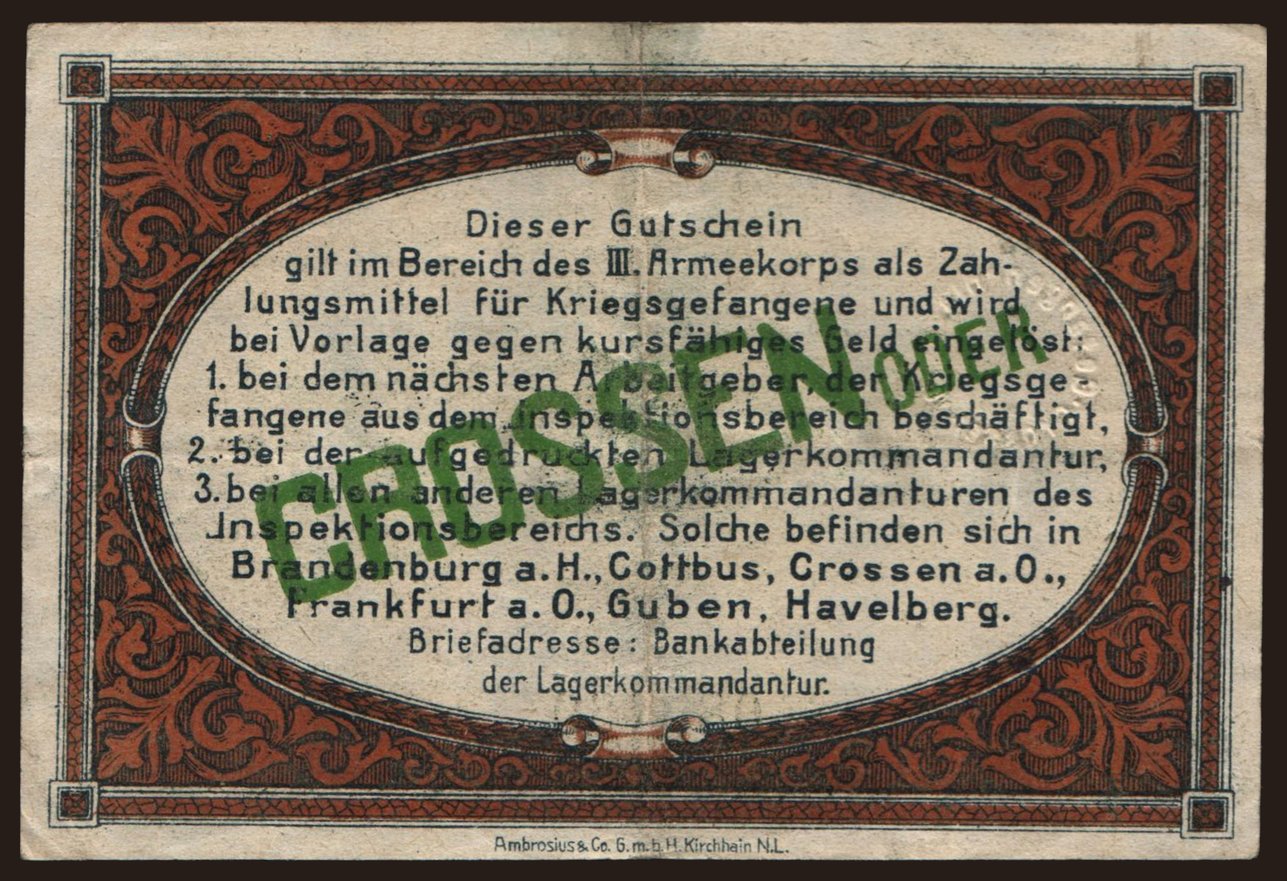 Dieser Gutschein
gilt im Bereich des III. Armeekorps als Zah-
lungsmittel für Kriegsgefangene und wird
bei Vorlage gegen kursfähiges Geld eingelöst:
1. bei dem nächsten Arbeitgeber der Kriegsge-
fangene aus dem Inspektionsbereich beschäftigt,
2. bei der aufgedruckten Lagerkommandantur,
3. bei allen anderen Lagerkommandanturen des
Inspektionsbereichs. Solche befinden sich in
Brandenburg a. H., Cottbus, Crossen a. O.,
Frankfurt a. O., Guben, Havelberg.
Briefadresse: Bankabteilung
der Lagerkommandantur.
CROSSEN ODER
Ambrosius & Co. G. m. b. H. Kirchhain N.L.